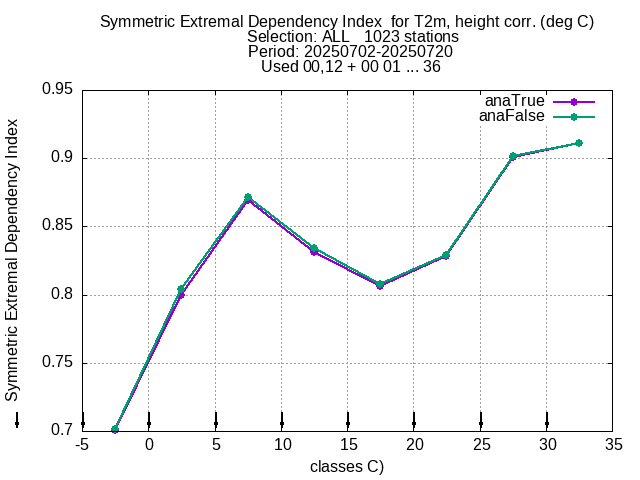 Symmetric Extremal Dependency Index  for T2m, height corr. (deg C)
Selection: ALL   1023 stations
Period: 20250702-20250720
Used 00,12 + 00 01 ... 36
anaTrue
anaFalse
Symmetric Extremal Dependency Index
0.95
0.9
0.85
0.8
0.75
0.7
-5 0 5 10 15 20 25 30 35
classes C)